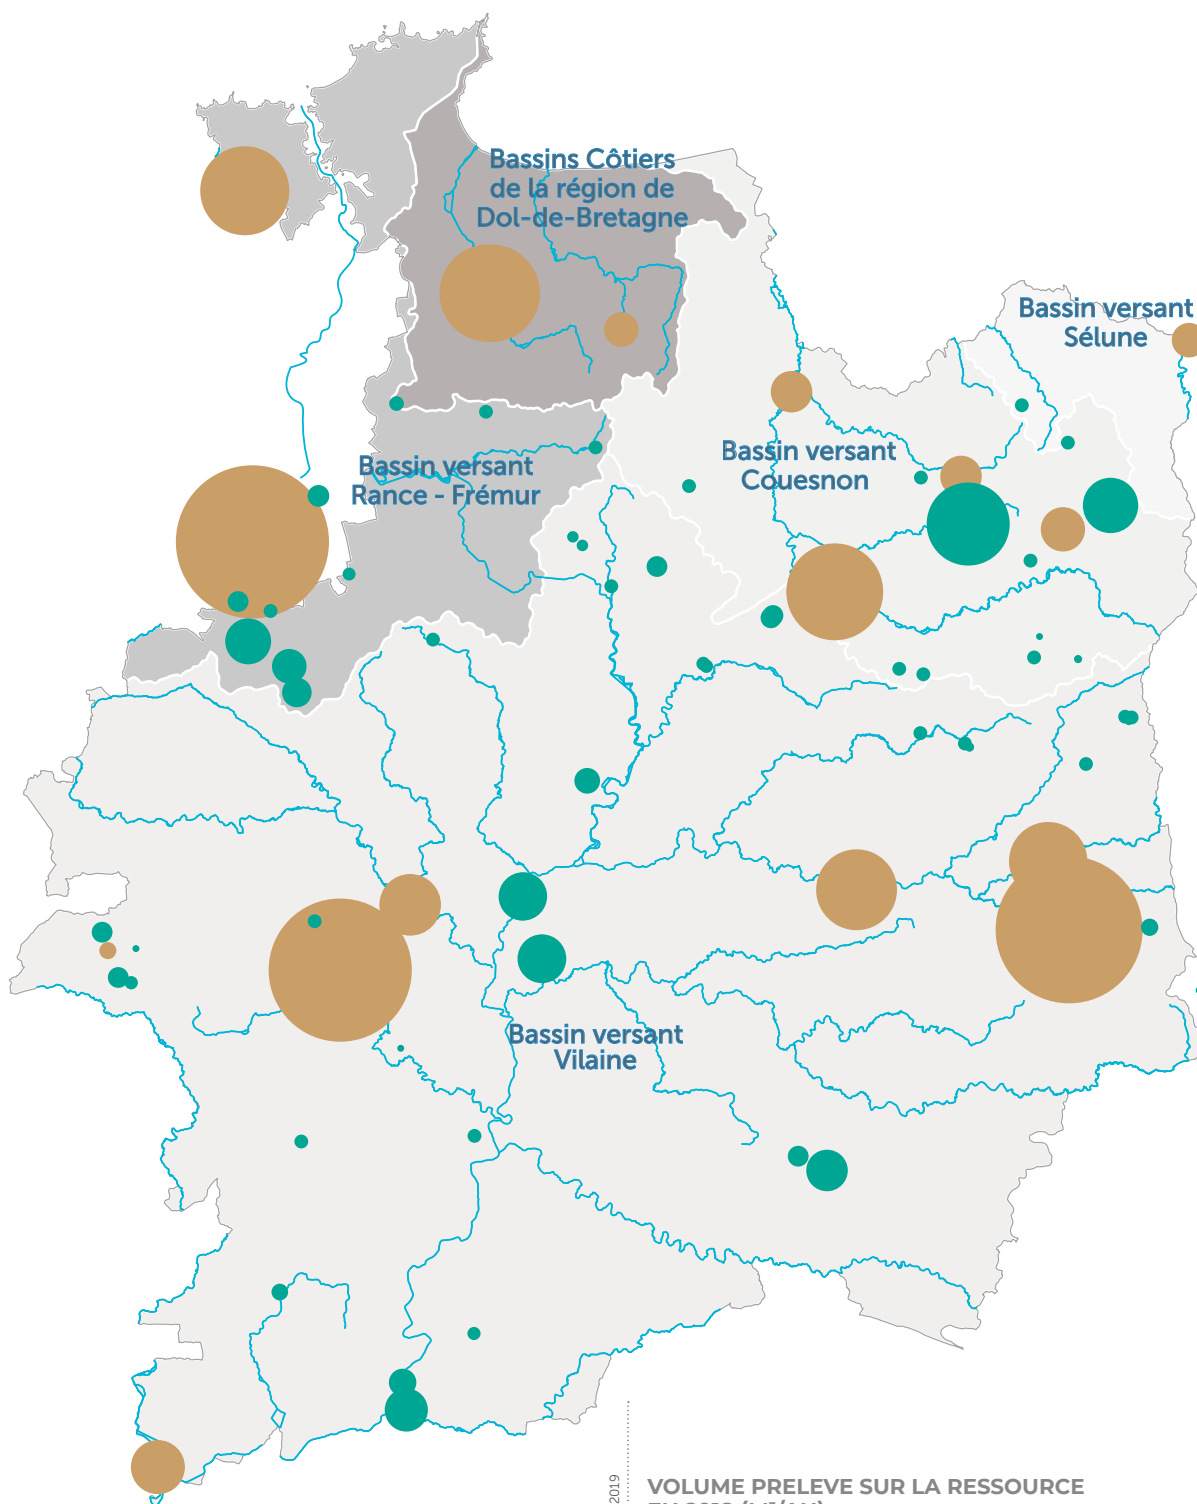 Bassins Côtiers
de la région de
Dol-de-Bretagne
Bassin versant
Sélune
Bassin versant
Couesnon
Bassin versant
Rance - Frémur
Bassin versant
Vilaine
2019
VOLUME PRELEVE SUR LA RESSOURCE